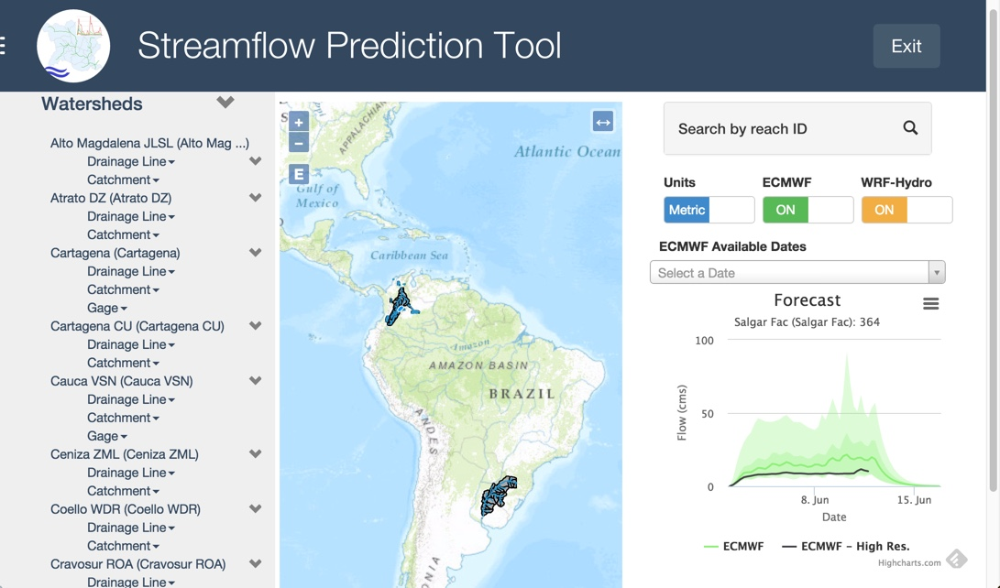 Streamflow Prediction Tool
Exit
Watersheds
Alto Magdalena JLSL (Alto Mag ...)
Drainage Line
Catchment
Atrato DZ (Atrato DZ)
Drainage Line
Catchment
Cartagena (Cartagena)
Drainage Line
Catchment
Gage
Cartagena CU (Cartagena CU)
Drainage Line
Catchment
Cauca VSN (Cauca VSN)
Drainage Line
Catchment
Gage
Ceniza ZML (Ceniza ZML)
Drainage Line
Catchment
Coello WDR (Coello WDR)
Drainage Line
Catchment
Cravosur ROA (Cravosur ROA)
Drainage Line
+
−
E
APPALACHIAN
Atlantic Ocean
Gulf of
Mexico
Caribbean Sea
Amazon
AMAZON BASIN
BRAZIL
ANDES
Search by reach ID
Units
ECMWF
WRF-Hydro
Metric
ON
ON
ECMWF Available Dates
Select a Date
Forecast
Salgar Fac (Salgar Fac): 364
100
50
0
Flow (cms)
8. Jun
15. Jun
Date
ECMWF
ECMWF - High Res.
Highcharts.com